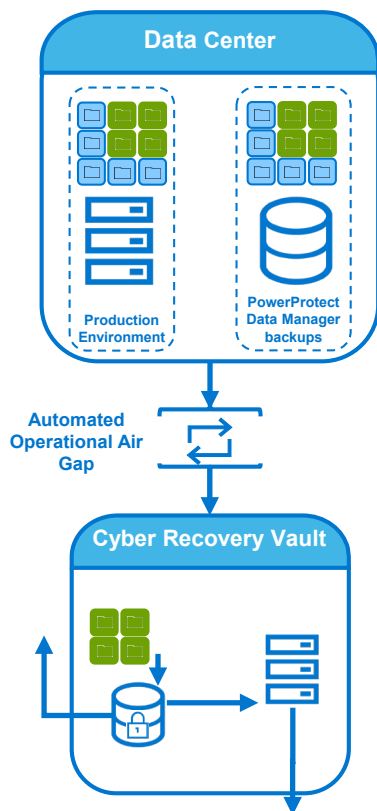 Data Center
Production
Environment
PowerProtect
Data Manager
backups
Automated
Operational Air
Gap
Cyber Recovery Vault